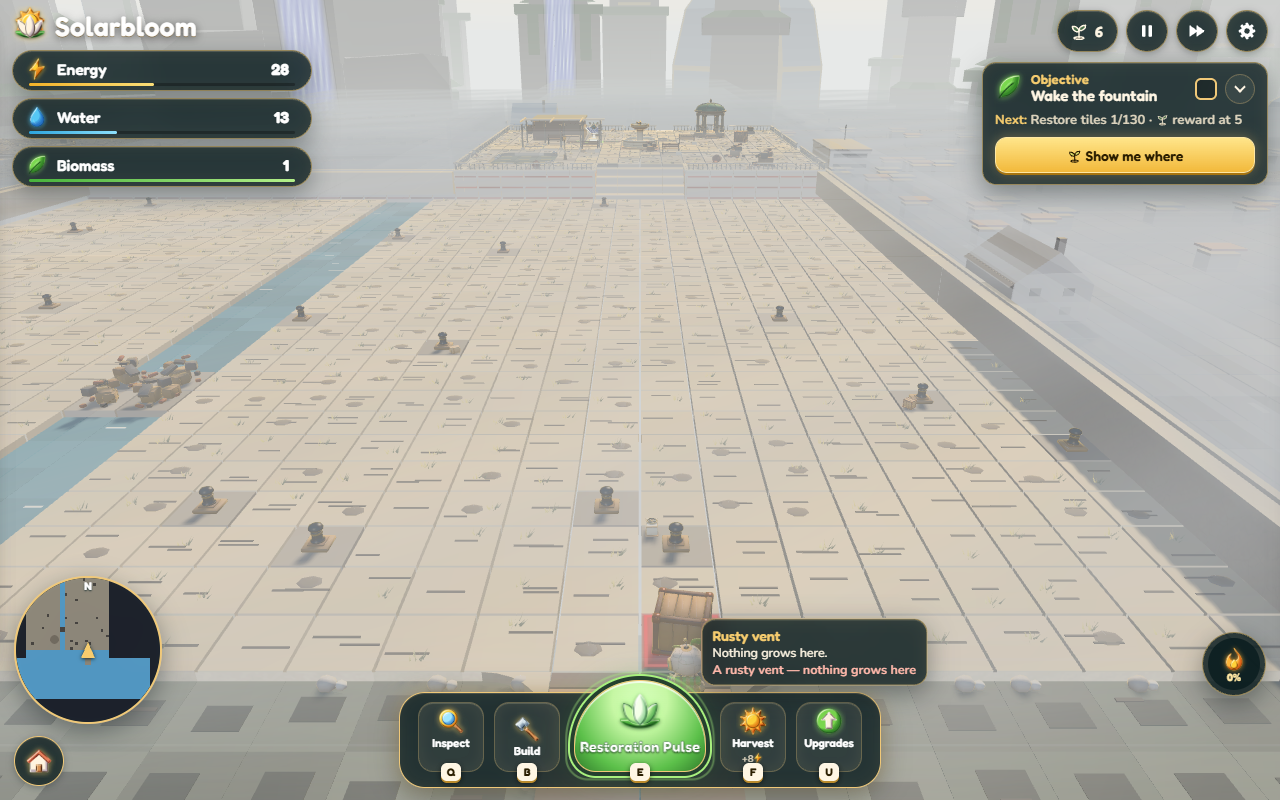 Solarbloom
Energy 28
Water 13
Biomass 1
6
Objective
Wake the fountain
Next: Restore tiles 1/130 · reward at 5
Show me where
N
Rusty vent
Nothing grows here.
A rusty vent — nothing grows here
0%
Inspect
Q
Build
B
Restoration Pulse
E
Harvest
+8
F
Upgrades
U